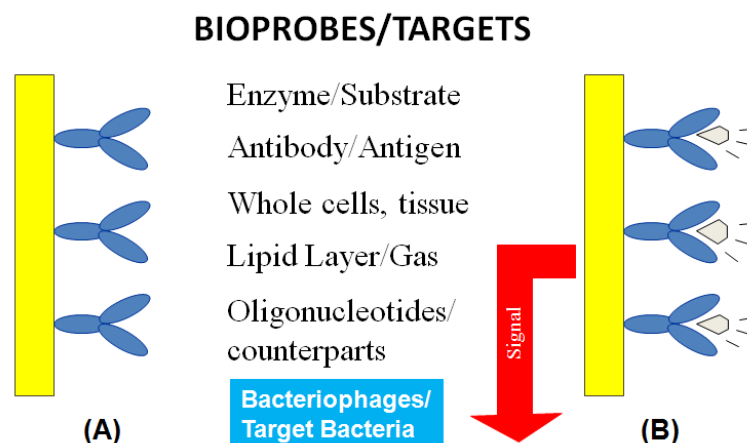 BIOPROBES/TARGETS
Enzyme/Substrate
Antibody/Antigen
Whole cells, tissue
Lipid Layer/Gas
Oligonucleotides/
counterparts
Bacteriophages/
Target Bacteria
Signal
(A)
(B)